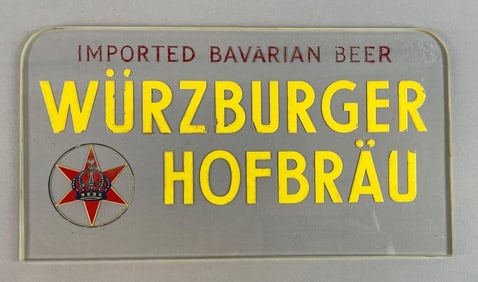 IMPORTED BAVARIAN BEER
WÜRZBURGER
HOFBRÄU